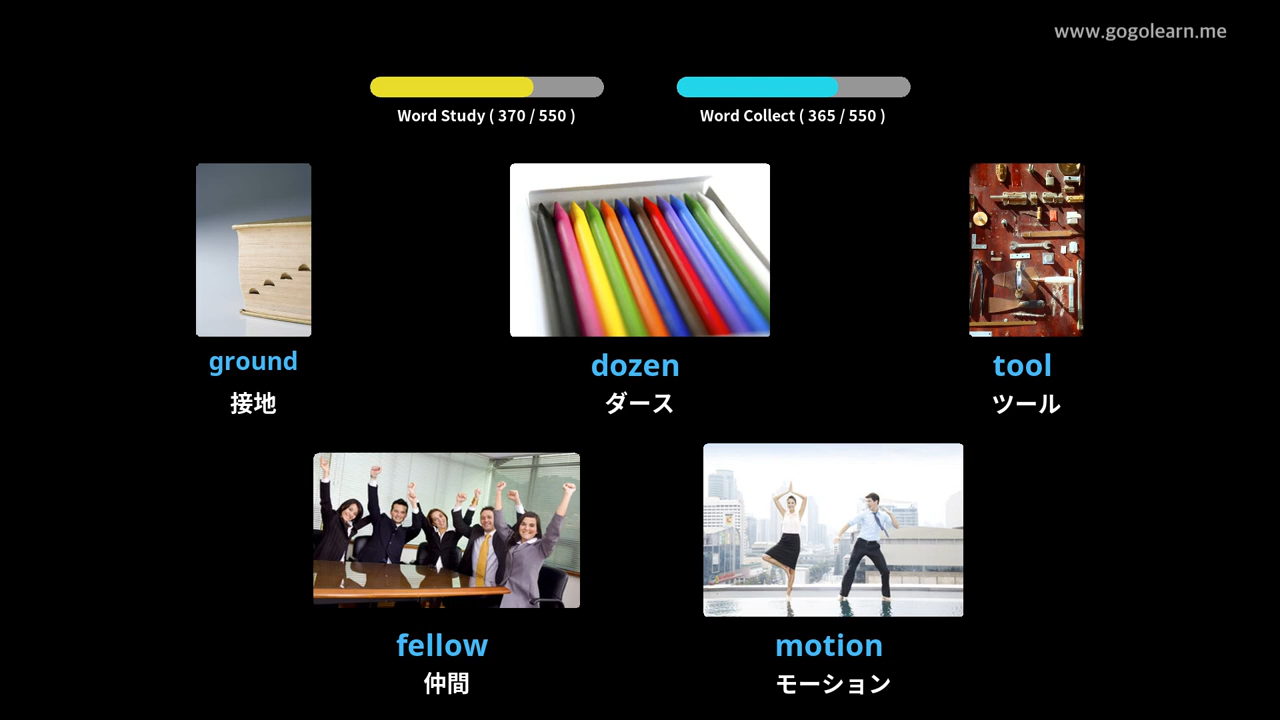 www.gogolearn.me
Word Study ( 370 / 550 )
Word Collect ( 365 / 550 )
ground
接地
dozen
ダース
tool
ツール
fellow
仲間
motion
モーション